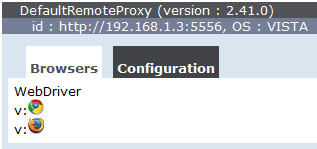 DefaultRemoteProxy (version : 2.41.0)
id : http://192.168.1.3:5556, OS : VISTA
Browsers Configuration
WebDriver
v:
v: